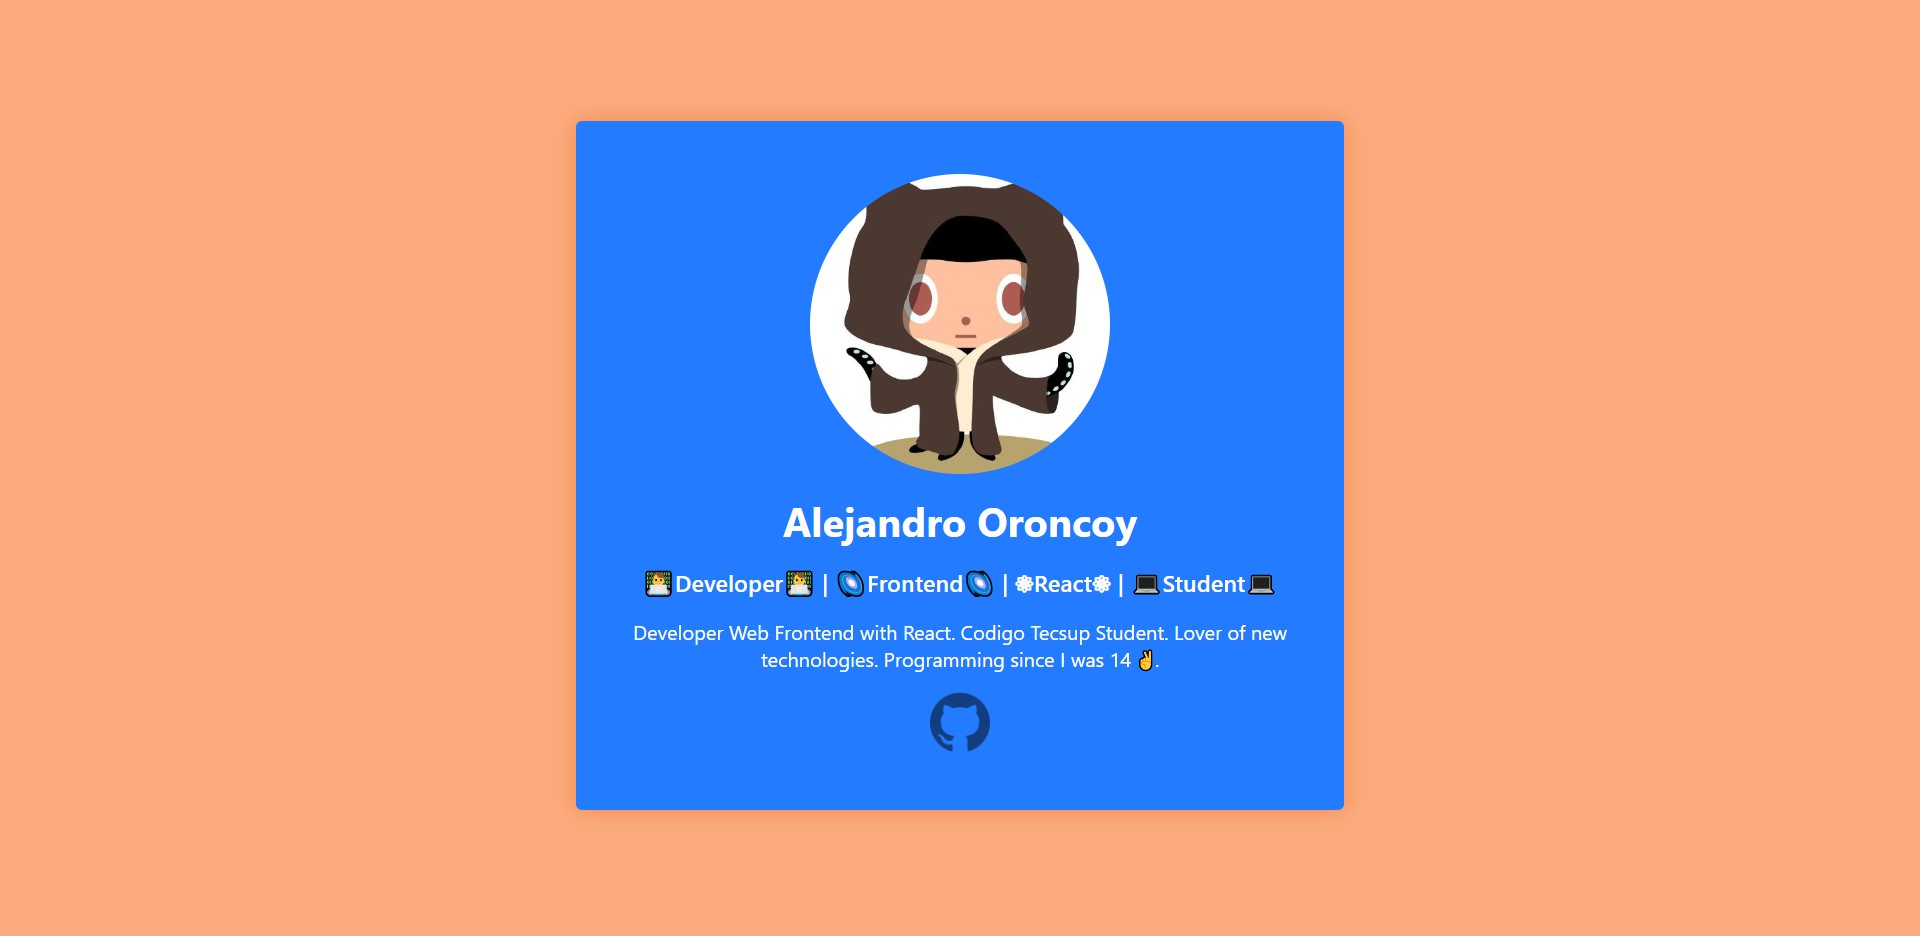 Alejandro Oroncoy
👨‍💻Developer👨‍💻 | 🌌Frontend🌌 | ⚛React⚛ | 💻Student💻
Developer Web Frontend with React. Codigo Tecsup Student. Lover of new
technologies. Programming since I was 14 ✌.